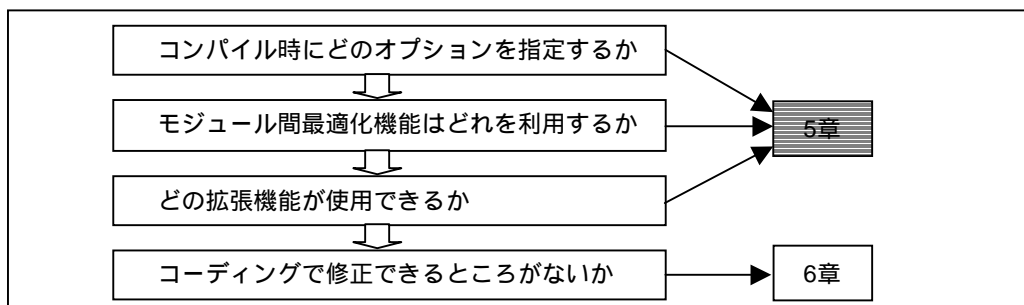 コンパイル時にどのオプションを指定するか
モジュール間最適化機能はどれを利用するか
5章
どの拡張機能が使用できるか
コーディングで修正できるところがないか
6章